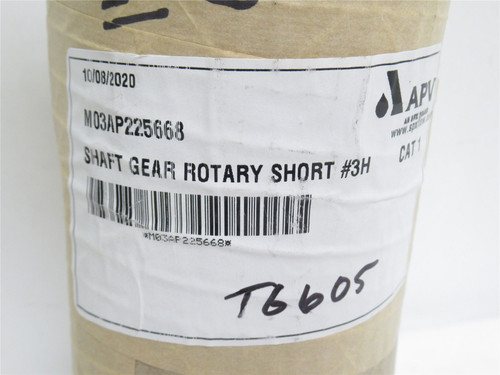 10/08/2020
APV
M03AP225668
CAT 1
SHAFT GEAR ROTARY SHORT #3H
*M03AP225668*
T6605